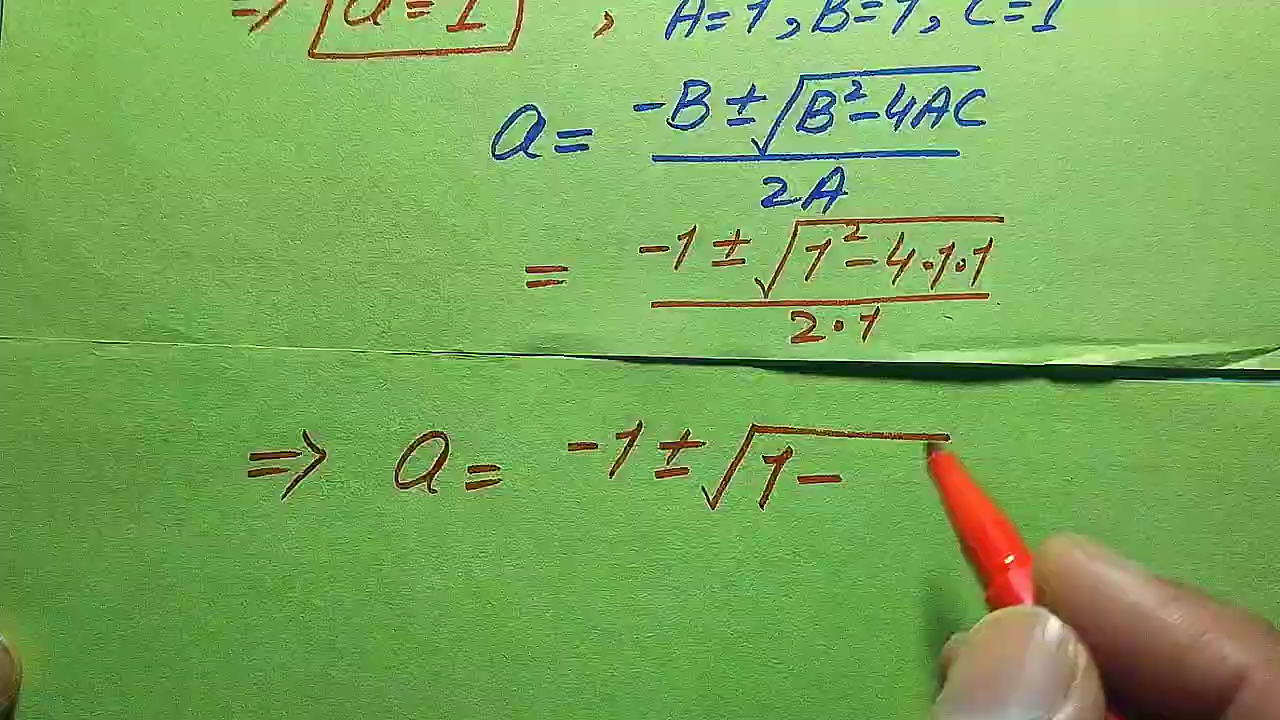 => a = 1 , A=1, B=1, C=1
a = (-B ± √(B² - 4AC)) / 2A
= (-1 ± √(1² - 4·1·1)) / 2·1
=> a = -1 ± √(1 -